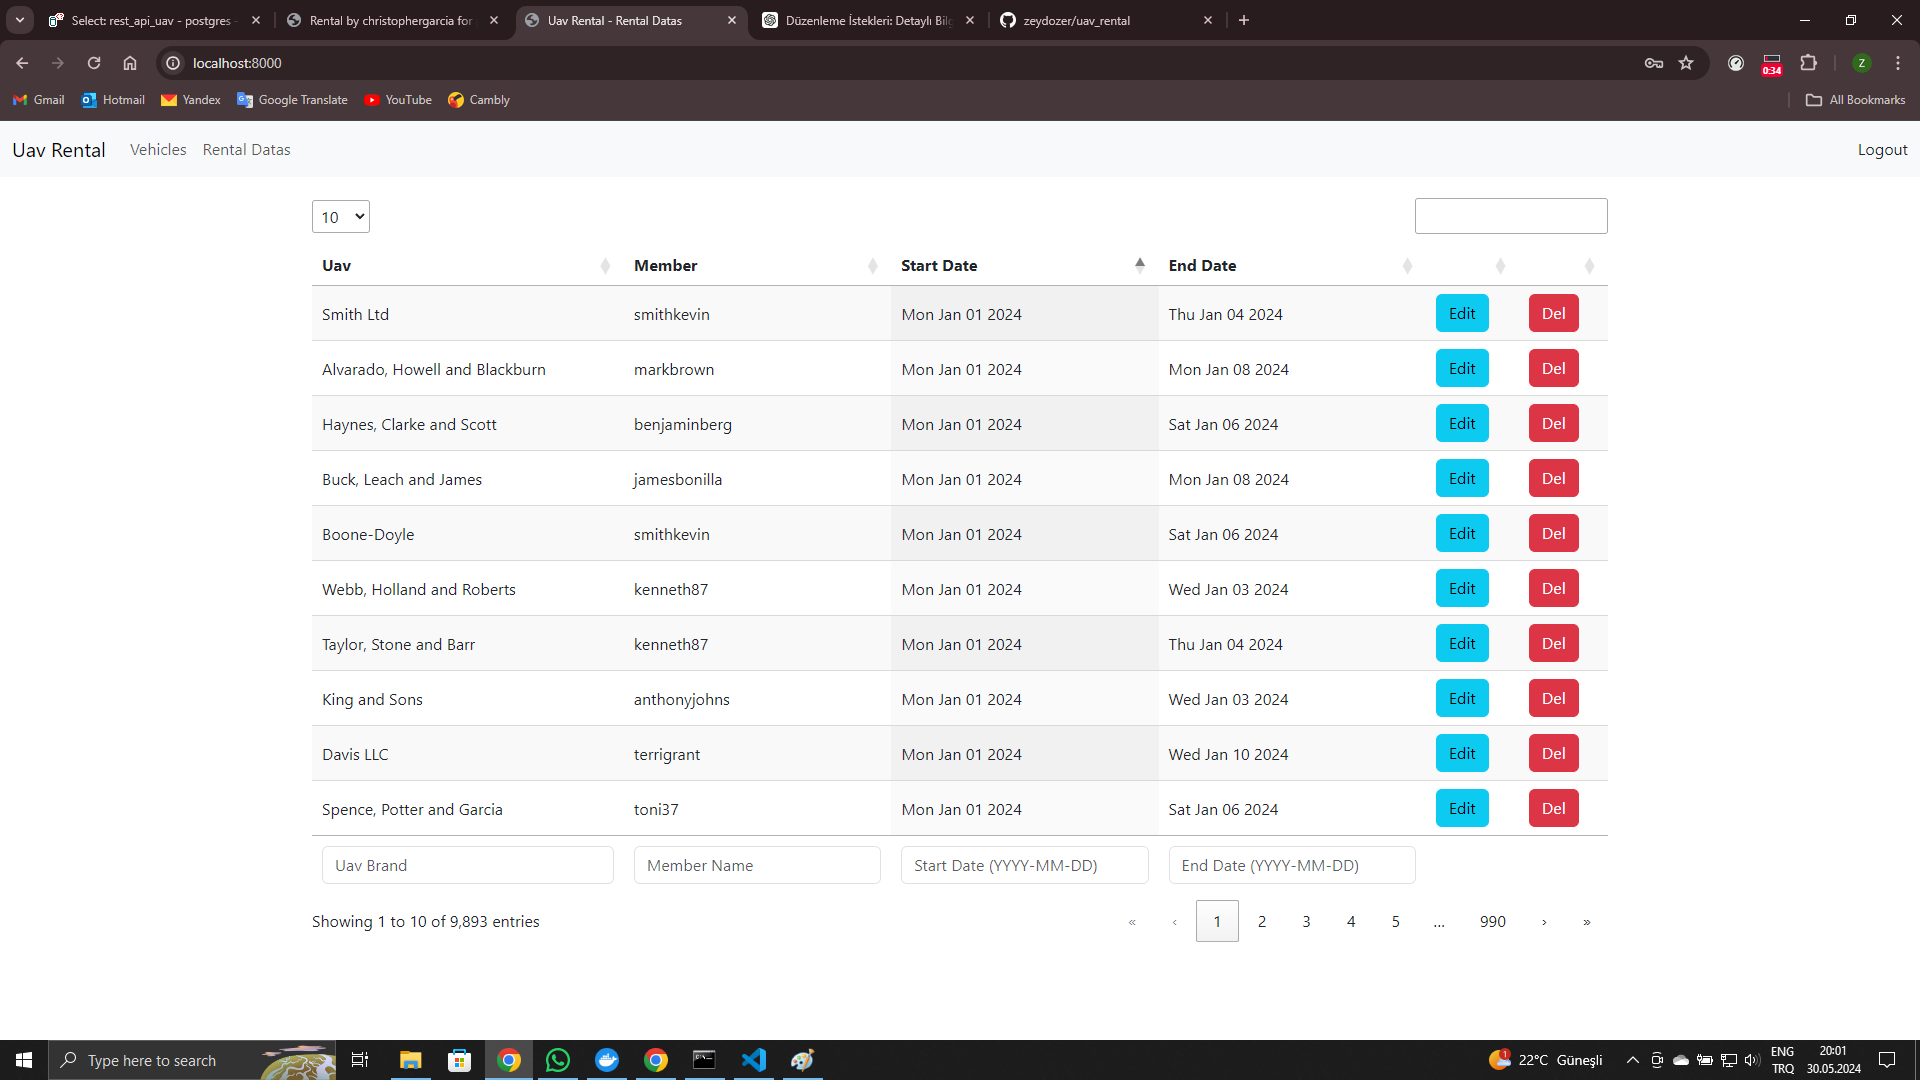 Select: rest_api_uav - postgres -
Rental by christophergarcia for
Uav Rental - Rental Datas
Düzenleme İstekleri: Detaylı Bilg
zeydozer/uav_rental
localhost:8000
0:34
Z
Gmail
Hotmail
Yandex
Google Translate
YouTube
Cambly
All Bookmarks
Uav Rental
Vehicles
Rental Datas
Logout
10
Uav Member Start Date End Date
Smith Ltd smithkevin Mon Jan 01 2024 Thu Jan 04 2024 Edit Del
Alvarado, Howell and Blackburn markbrown Mon Jan 01 2024 Mon Jan 08 2024 Edit Del
Haynes, Clarke and Scott benjaminberg Mon Jan 01 2024 Sat Jan 06 2024 Edit Del
Buck, Leach and James jamesbonilla Mon Jan 01 2024 Mon Jan 08 2024 Edit Del
Boone-Doyle smithkevin Mon Jan 01 2024 Sat Jan 06 2024 Edit Del
Webb, Holland and Roberts kenneth87 Mon Jan 01 2024 Wed Jan 03 2024 Edit Del
Taylor, Stone and Barr kenneth87 Mon Jan 01 2024 Thu Jan 04 2024 Edit Del
King and Sons anthonyjohns Mon Jan 01 2024 Wed Jan 03 2024 Edit Del
Davis LLC terrigrant Mon Jan 01 2024 Wed Jan 10 2024 Edit Del
Spence, Potter and Garcia toni37 Mon Jan 01 2024 Sat Jan 06 2024 Edit Del
Uav Brand Member Name Start Date (YYYY-MM-DD) End Date (YYYY-MM-DD)
Showing 1 to 10 of 9,893 entries
« ‹ 1 2 3 4 5 … 990 › »
Type here to search
1
22°C Güneşli
ENG
TRQ
20:01
30.05.2024